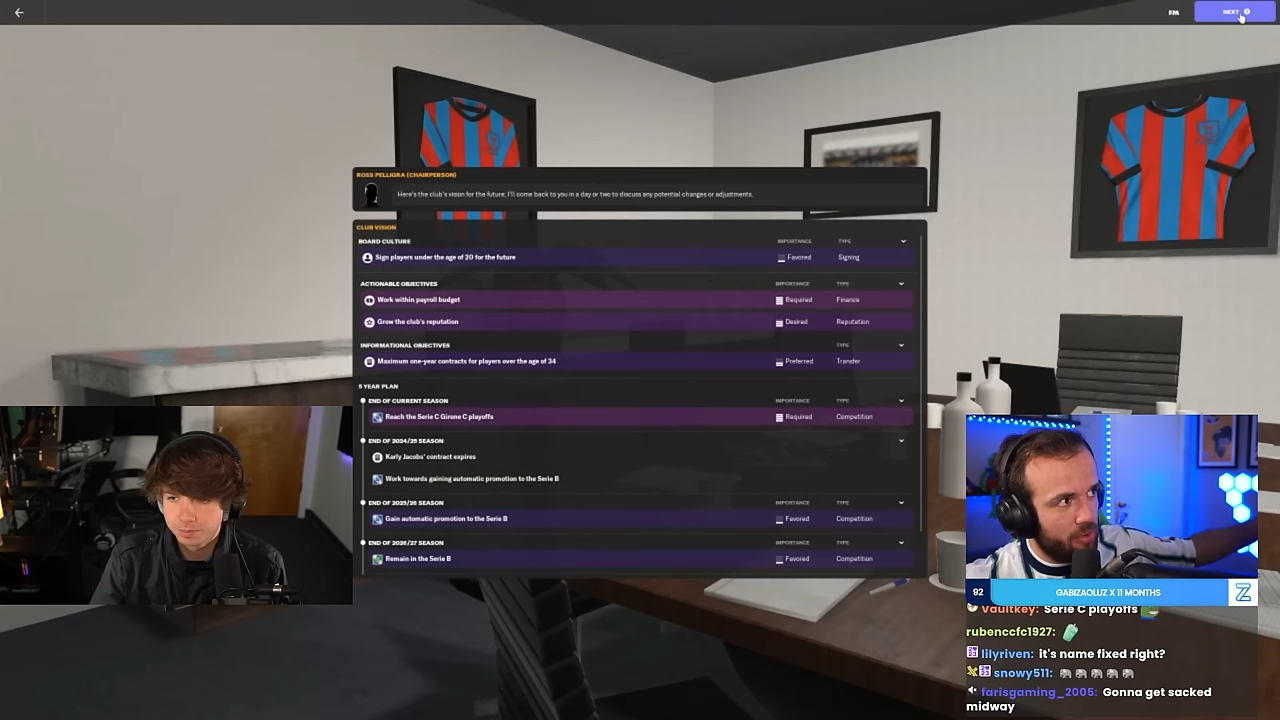 FM
NEXT
ROSS PELLIGRA (CHAIRPERSON)
Here's the club's vision for the future; I'll come back to you in a day or two to discuss any potential changes or adjustments.
CLUB VISION
BOARD CULTURE IMPORTANCE TYPE
Sign players under the age of 20 for the future Favored Signing
ACTIONABLE OBJECTIVES IMPORTANCE TYPE
Work within payroll budget Required Finance
Grow the club's reputation Desired Reputation
INFORMATIONAL OBJECTIVES TYPE
Maximum one-year contracts for players over the age of 34 Preferred Transfer
5 YEAR PLAN
END OF CURRENT SEASON IMPORTANCE TYPE
Reach the Serie C Girone C playoffs Required Competition
END OF 2024/25 SEASON
Karly Jacobs' contract expires
Work towards gaining automatic promotion to the Serie B
END OF 2025/26 SEASON IMPORTANCE TYPE
Gain automatic promotion to the Serie B Favored Competition
END OF 2026/27 SEASON IMPORTANCE TYPE
Remain in the Serie B Favored Competition
92 GABIZAOLUZ X 11 MONTHS Z
Vaultkey: Serie C playoffs
rubenccfc1927:
lilyriven: it's name fixed right?
snowy511:
farisgaming_2005: Gonna get sacked
midway